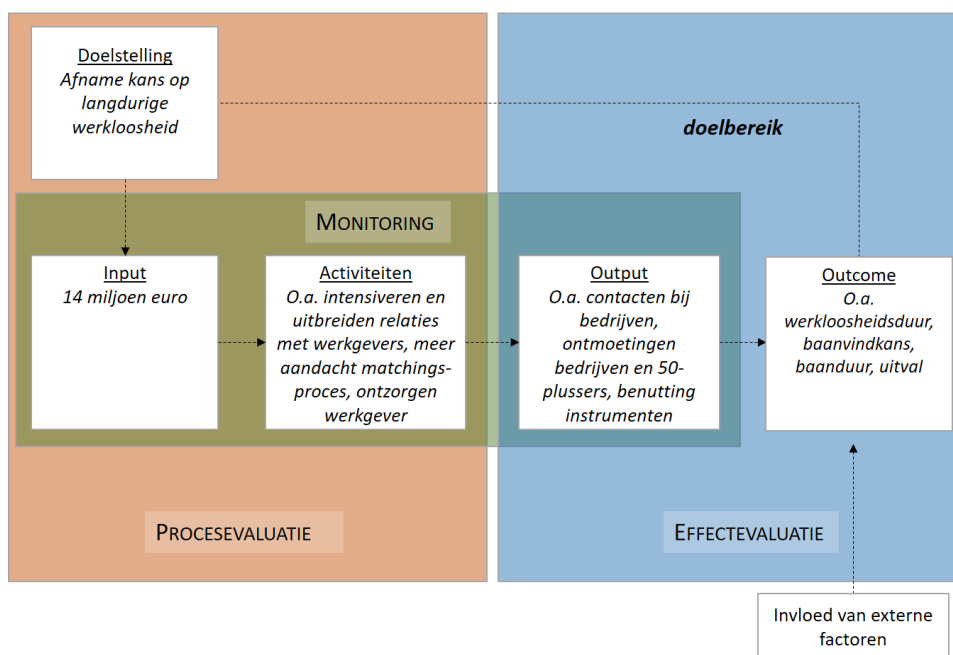 Doelstelling
Afname kans op
langdurige
werkloosheid
doelbereik
MONITORING
Input
14 miljoen euro
Activiteiten
O.a. intensiveren en
uitbreiden relaties
met werkgevers, meer
aandacht matchings-
proces, ontzorgen
werkgever
Output
O.a. contacten bij
bedrijven,
ontmoetingen
bedrijven en 50-
plussers, benutting
instrumenten
Outcome
O.a.
werkloosheidsduur,
baanvindkans,
baanduur, uitval
PROCESEVALUATIE
EFFECTEVALUATIE
Invloed van externe
factoren